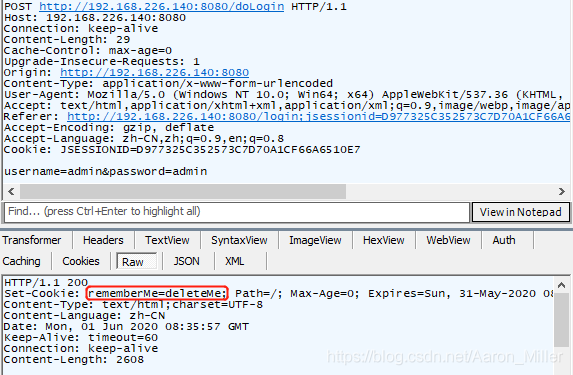 POST http://192.168.226.140:8080/doLogin HTTP/1.1
Host: 192.168.226.140:8080
Connection: keep-alive
Content-Length: 29
Cache-Control: max-age=0
Upgrade-Insecure-Requests: 1
Origin: http://192.168.226.140:8080
Content-Type: application/x-www-form-urlencoded
User-Agent: Mozilla/5.0 (Windows NT 10.0; Win64; x64) AppleWebKit/537.36 (KHTML,
Accept: text/html,application/xhtml+xml,application/xml;q=0.9,image/webp,image/ap
Referer: http://192.168.226.140:8080/login;jsessionid=D977325C352573C7D70A1CF66A6
Accept-Encoding: gzip, deflate
Accept-Language: zh-CN,zh;q=0.9,en;q=0.8
Cookie: JSESSIONID=D977325C352573C7D70A1CF66A6510E7
username=admin&password=admin
Find... (press Ctrl+Enter to highlight all) View in Notepad
Transformer Headers TextView SyntaxView ImageView HexView WebView Auth
Caching Cookies Raw JSON XML
HTTP/1.1 200
Set-Cookie: rememberMe=deleteMe; Path=/; Max-Age=0; Expires=Sun, 31-May-2020 08
Content-Type: text/html;charset=UTF-8
Content-Language: zh-CN
Date: Mon, 01 Jun 2020 08:35:57 GMT
Keep-Alive: timeout=60
Connection: keep-alive
Content-Length: 2608
https://blog.csdn.net/Aaron_Miller